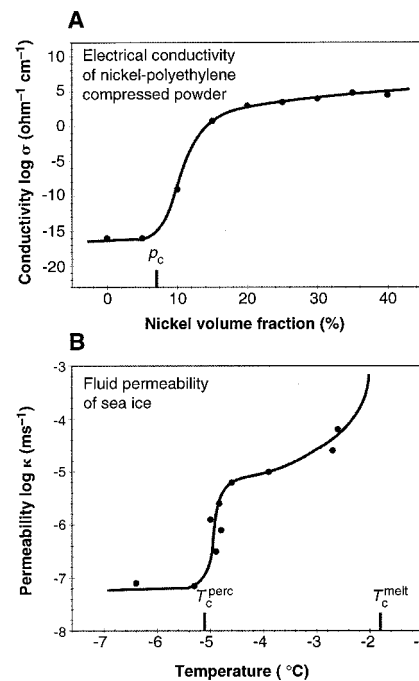 A
Electrical conductivity
of nickel-polyethylene
compressed powder
Conductivity log σ (ohm⁻¹ cm⁻¹)
10
5
0
-5
-10
-15
-20
p_c
0 10 20 30 40
Nickel volume fraction (%)
B
Fluid permeability
of sea ice
Permeability log κ (ms⁻¹)
-3
-4
-5
-6
-7
-8
T_c^perc T_c^melt
-7 -6 -5 -4 -3 -2 -1
Temperature ( °C)